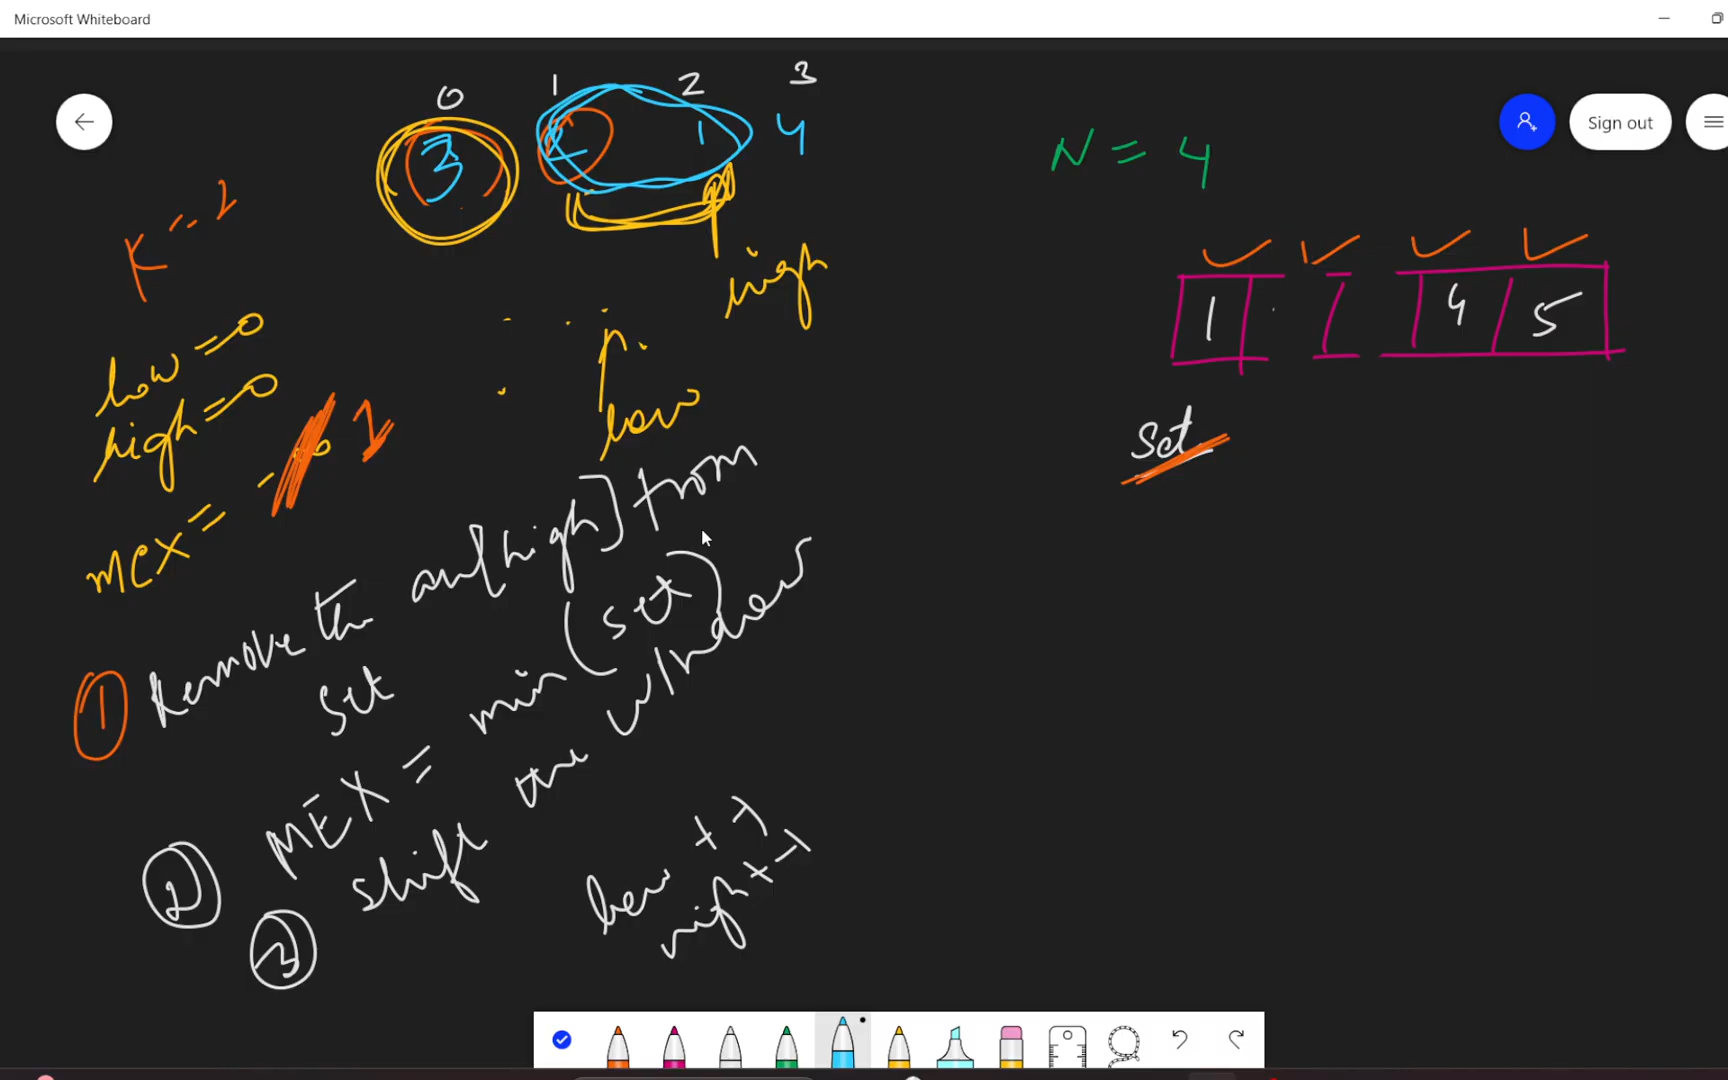 Microsoft Whiteboard
Sign out
0 1 2 3
3 2 1 4
N = 4
K = 2
high
low = 0
high = 0
low
1 4 5
Set
MEX = 1
① Remove the arr[high] from
set
② MEX = min(set)
③ shift the window
low ++
high ++